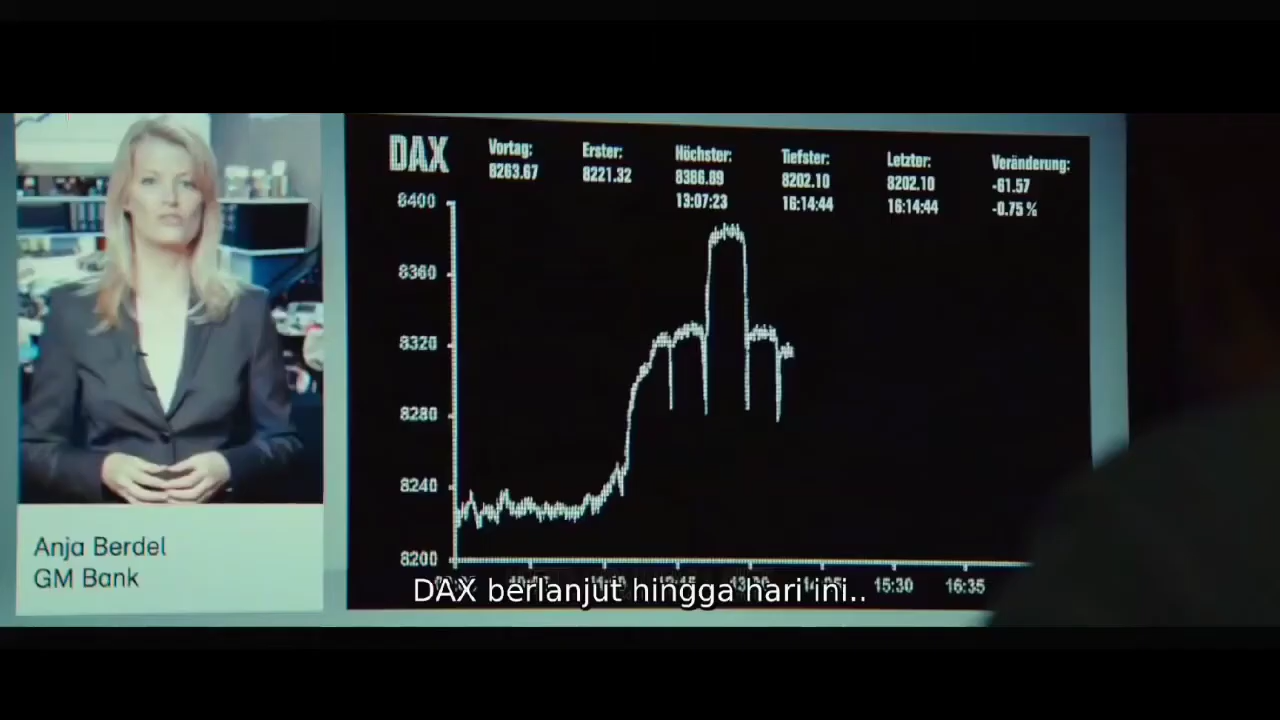 DAX
Vortag:
8263.67
Erster:
8221.32
Höchster:
8386.89
13:07:23
Tiefster:
8202.10
16:14:44
Letzter:
8202.10
16:14:44
Veränderung:
-61.57
-0.75 %
8400
8360
8320
8280
8240
8200
15:30
16:35
Anja Berdel
GM Bank
DAX berlanjut hingga hari ini..